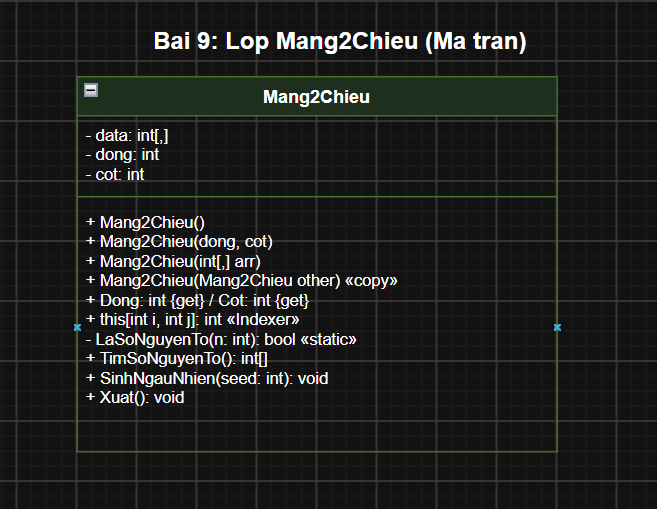 Bai 9: Lop Mang2Chieu (Ma tran)
Mang2Chieu
- data: int[,]
- dong: int
- cot: int
+ Mang2Chieu()
+ Mang2Chieu(dong, cot)
+ Mang2Chieu(int[,] arr)
+ Mang2Chieu(Mang2Chieu other) «copy»
+ Dong: int {get} / Cot: int {get}
+ this[int i, int j]: int «Indexer»
- LaSoNguyenTo(n: int): bool «static»
+ TimSoNguyenTo(): int[]
+ SinhNgauNhien(seed: int): void
+ Xuat(): void